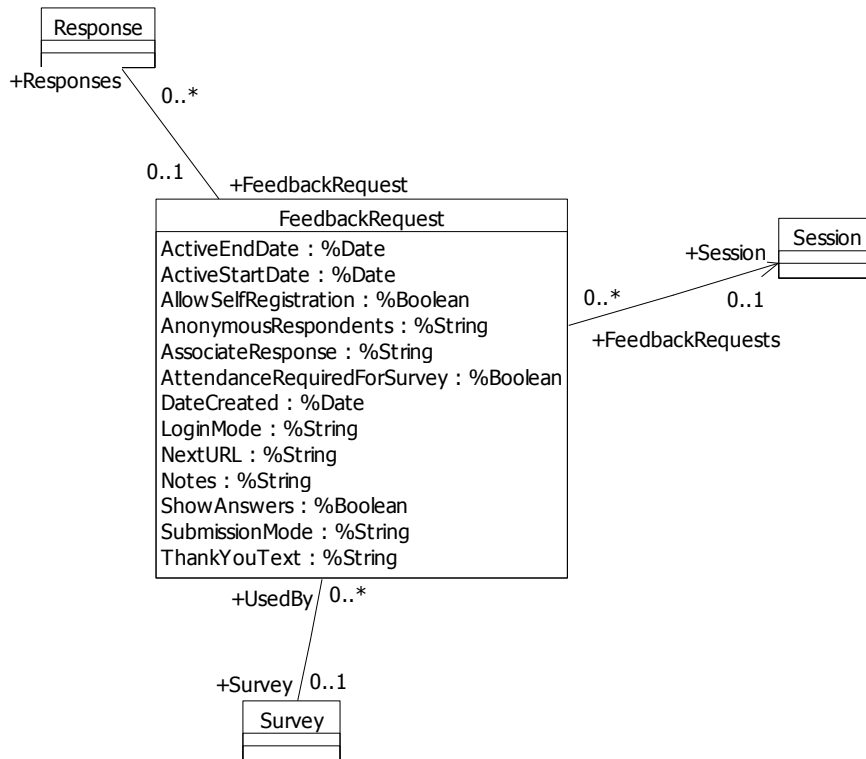 Response
+Responses
0..*
0..1
+FeedbackRequest
FeedbackRequest
ActiveEndDate : %Date
ActiveStartDate : %Date
AllowSelfRegistration : %Boolean
AnonymousRespondents : %String
AssociateResponse : %String
AttendanceRequiredForSurvey : %Boolean
DateCreated : %Date
LoginMode : %String
NextURL : %String
Notes : %String
ShowAnswers : %Boolean
SubmissionMode : %String
ThankYouText : %String
Session
+Session
0..*
0..1
+FeedbackRequests
+UsedBy
0..*
+Survey
0..1
Survey